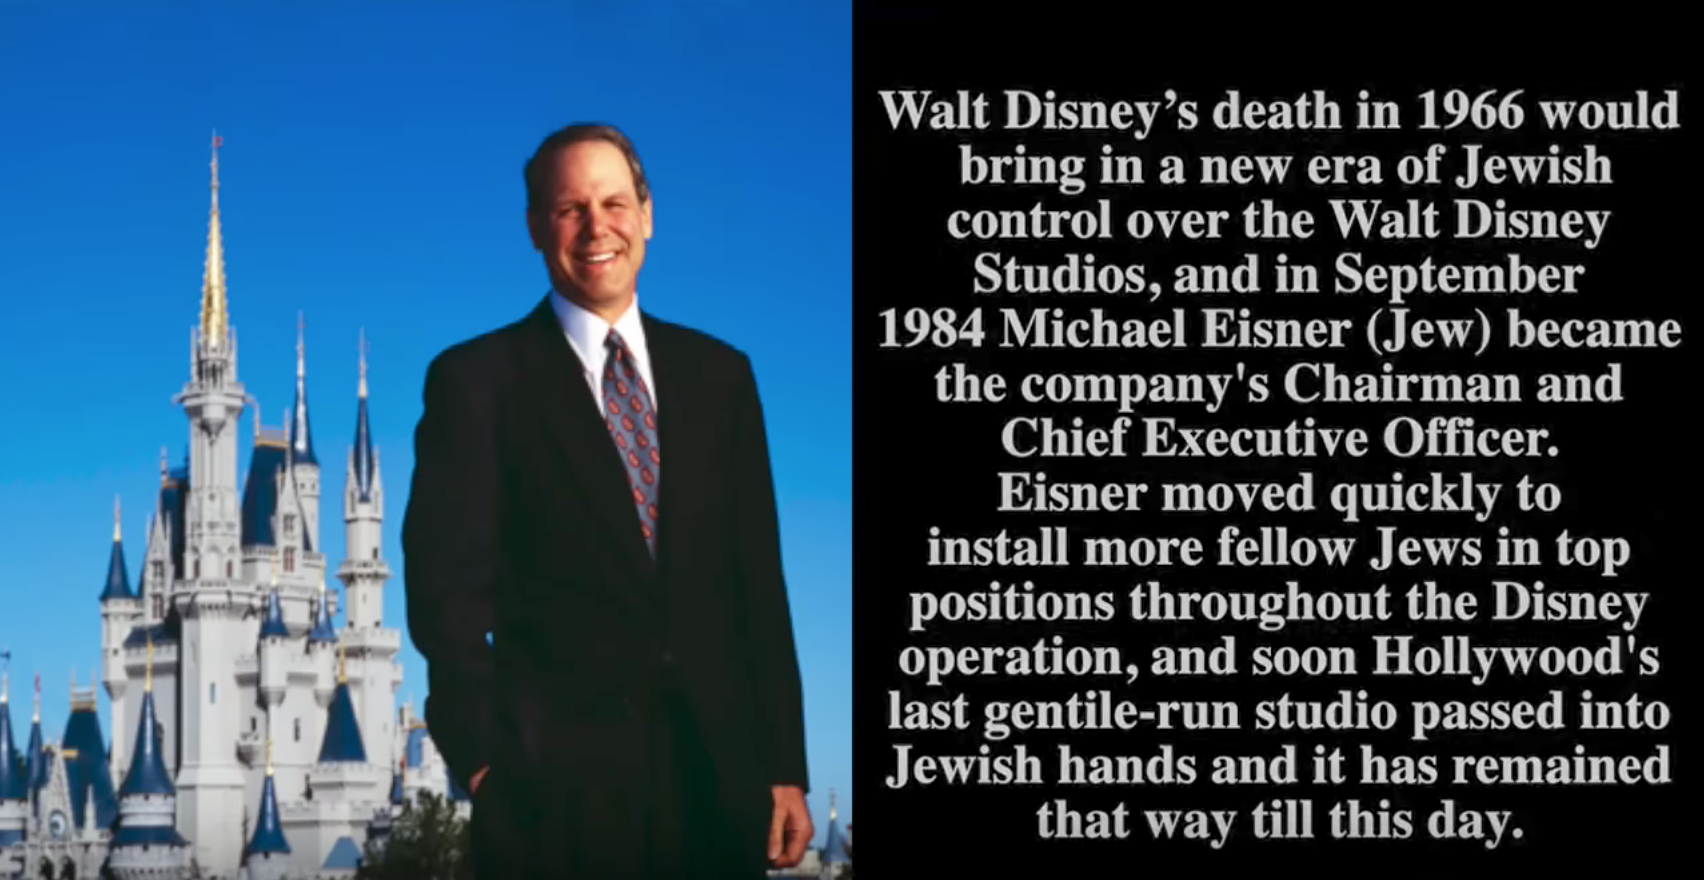 Walt Disney’s death in 1966 would
bring in a new era of Jewish
control over the Walt Disney
Studios, and in September
1984 Michael Eisner (Jew) became
the company's Chairman and
Chief Executive Officer.
Eisner moved quickly to
install more fellow Jews in top
positions throughout the Disney
operation, and soon Hollywood's
last gentile-run studio passed into
Jewish hands and it has remained
that way till this day.